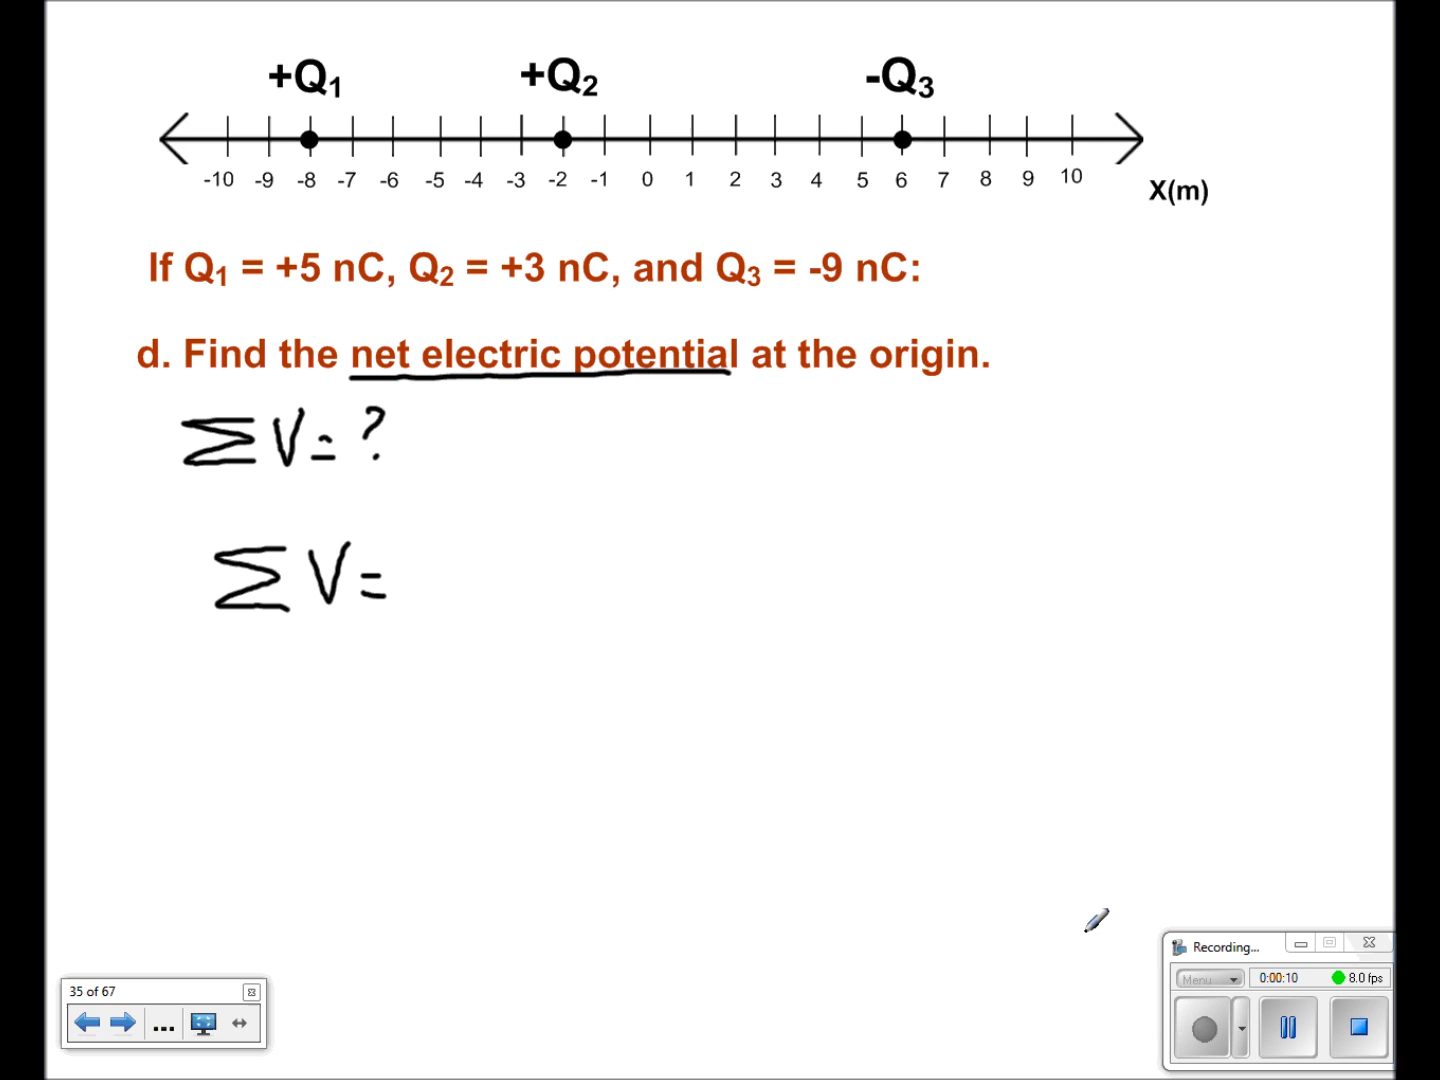 +Q1 +Q2 -Q3
-10 -9 -8 -7 -6 -5 -4 -3 -2 -1 0 1 2 3 4 5 6 7 8 9 10
X(m)
If Q1 = +5 nC, Q2 = +3 nC, and Q3 = -9 nC:
d. Find the net electric potential at the origin.
ΣV=?
ΣV=
35 of 67
...
Recording...
Menu 0:00:10 8.0 fps